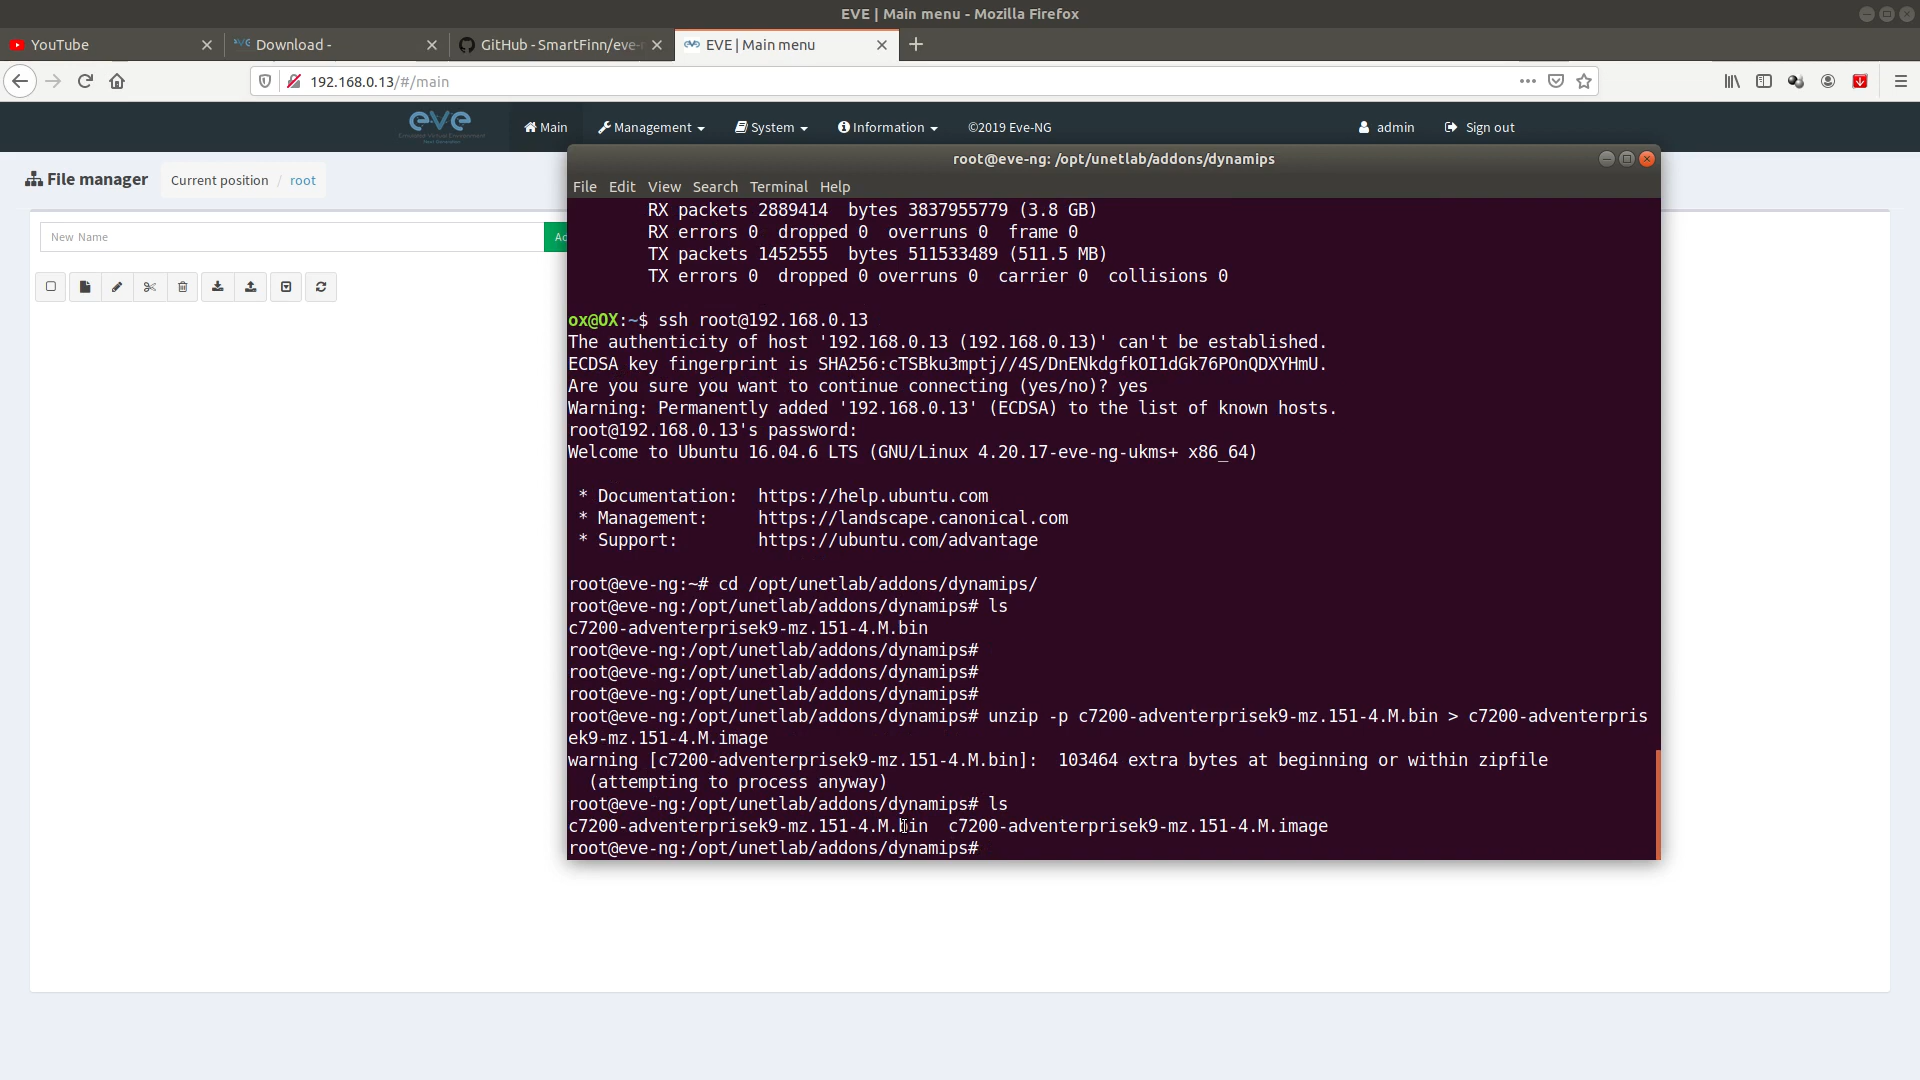 EVE | Main menu - Mozilla Firefox
YouTube
Download -
GitHub - SmartFinn/eve-
EVE | Main menu
192.168.0.13/#/main
eve
Main
Management
System
Information
©2019 Eve-NG
admin
Sign out
File manager
Current position / root
New Name
root@eve-ng: /opt/unetlab/addons/dynamips
File Edit View Search Terminal Help
RX packets 2889414  bytes 3837955779 (3.8 GB)
RX errors 0  dropped 0  overruns 0  frame 0
TX packets 1452555  bytes 511533489 (511.5 MB)
TX errors 0  dropped 0 overruns 0  carrier 0  collisions 0
ox@OX:~$ ssh root@192.168.0.13
The authenticity of host '192.168.0.13 (192.168.0.13)' can't be established.
ECDSA key fingerprint is SHA256:cTSBku3mptj//4S/DnENkdgfkOI1dGk76POnQDXYHmU.
Are you sure you want to continue connecting (yes/no)? yes
Warning: Permanently added '192.168.0.13' (ECDSA) to the list of known hosts.
root@192.168.0.13's password:
Welcome to Ubuntu 16.04.6 LTS (GNU/Linux 4.20.17-eve-ng-ukms+ x86_64)
* Documentation:  https://help.ubuntu.com
* Management:     https://landscape.canonical.com
* Support:        https://ubuntu.com/advantage
root@eve-ng:~# cd /opt/unetlab/addons/dynamips/
root@eve-ng:/opt/unetlab/addons/dynamips# ls
c7200-adventerprisek9-mz.151-4.M.bin
root@eve-ng:/opt/unetlab/addons/dynamips#
root@eve-ng:/opt/unetlab/addons/dynamips#
root@eve-ng:/opt/unetlab/addons/dynamips#
root@eve-ng:/opt/unetlab/addons/dynamips# unzip -p c7200-adventerprisek9-mz.151-4.M.bin > c7200-adventerpris
ek9-mz.151-4.M.image
warning [c7200-adventerprisek9-mz.151-4.M.bin]:  103464 extra bytes at beginning or within zipfile
(attempting to process anyway)
root@eve-ng:/opt/unetlab/addons/dynamips# ls
c7200-adventerprisek9-mz.151-4.M.bin  c7200-adventerprisek9-mz.151-4.M.image
root@eve-ng:/opt/unetlab/addons/dynamips#